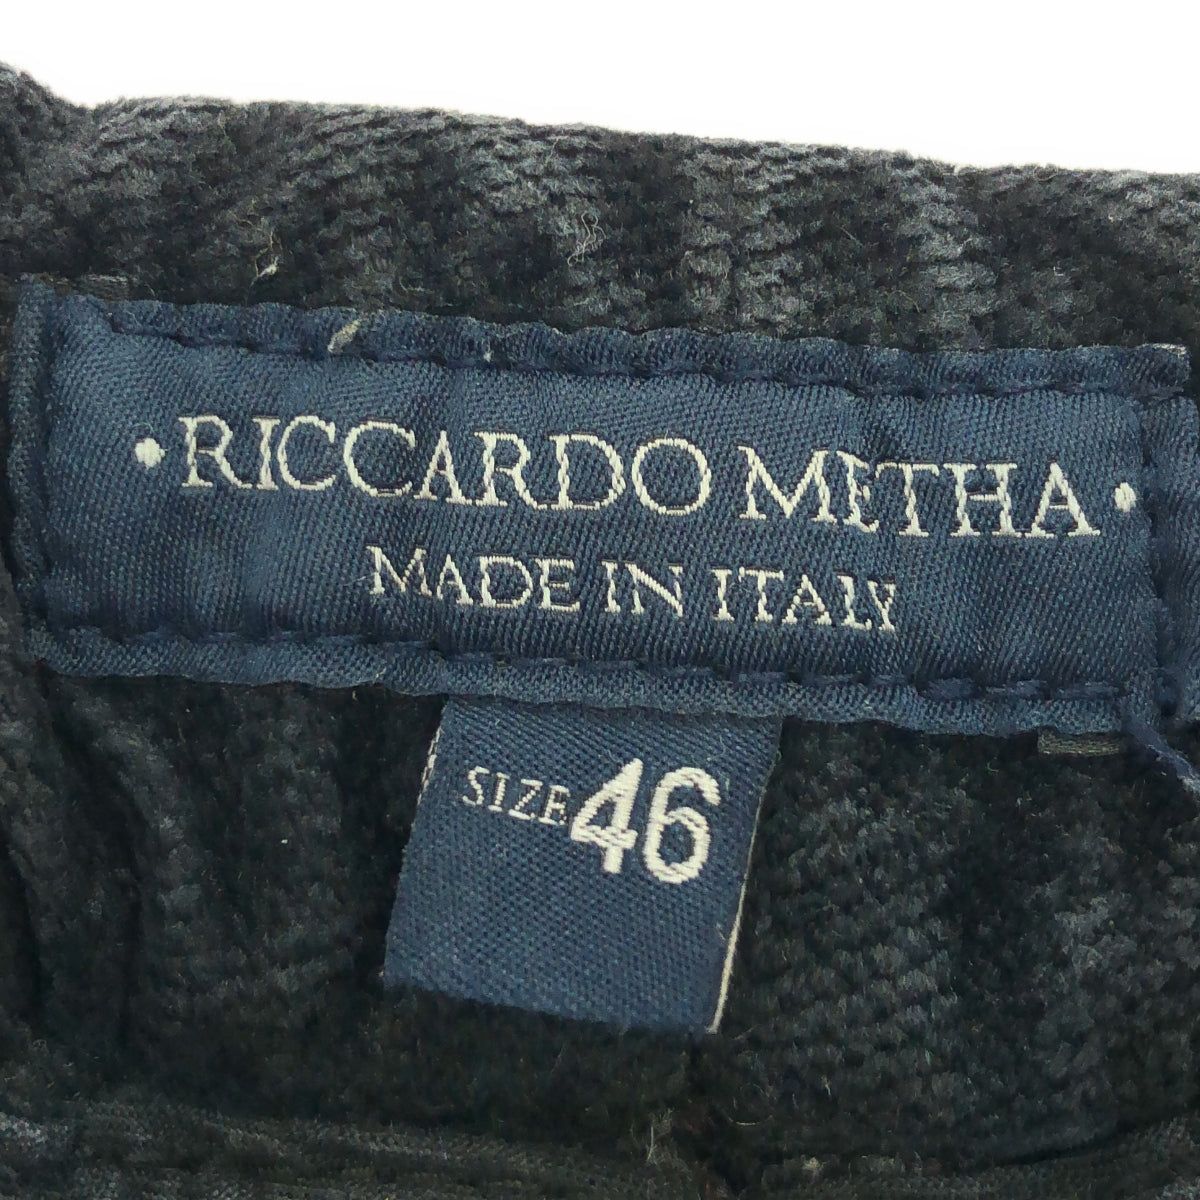 • RICCARDO METHA •
MADE IN ITALY
SIZE 46